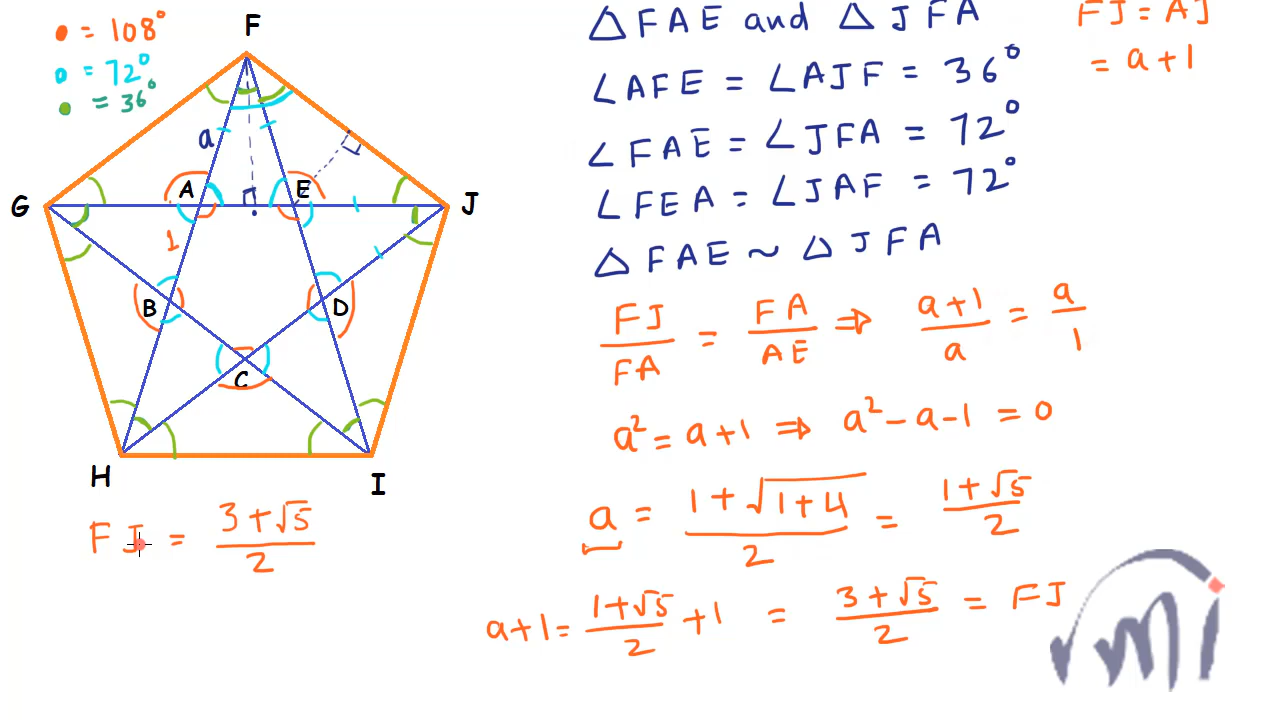 ● = 108°
○ = 72°
● = 36°
F
a
A
E
G
J
1
B
D
C
H
I
FJ = (3 + √5)/2
△FAE and △JFA
∠AFE = ∠AJF = 36°
∠FAE = ∠JFA = 72°
∠FEA = ∠JAF = 72°
△FAE ~ △JFA
FJ/FA = FA/AE ⇒ (a+1)/a = a/1
a² = a+1 ⇒ a² - a - 1 = 0
a = (1 + √(1+4))/2 = (1+√5)/2
a+1 = (1+√5)/2 + 1 = (3+√5)/2 = FJ
FJ = AJ
= a+1
rmi